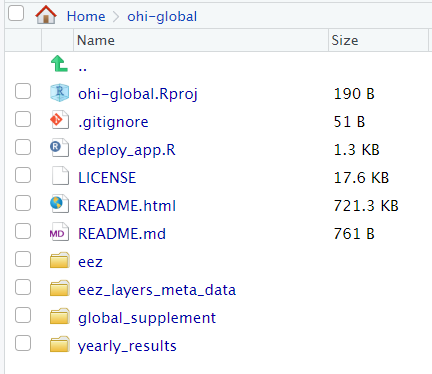 Home ohi-global
Name Size
..
ohi-global.Rproj 190 B
.gitignore 51 B
deploy_app.R 1.3 KB
LICENSE 17.6 KB
README.html 721.3 KB
MD README.md 761 B
eez
eez_layers_meta_data
global_supplement
yearly_results